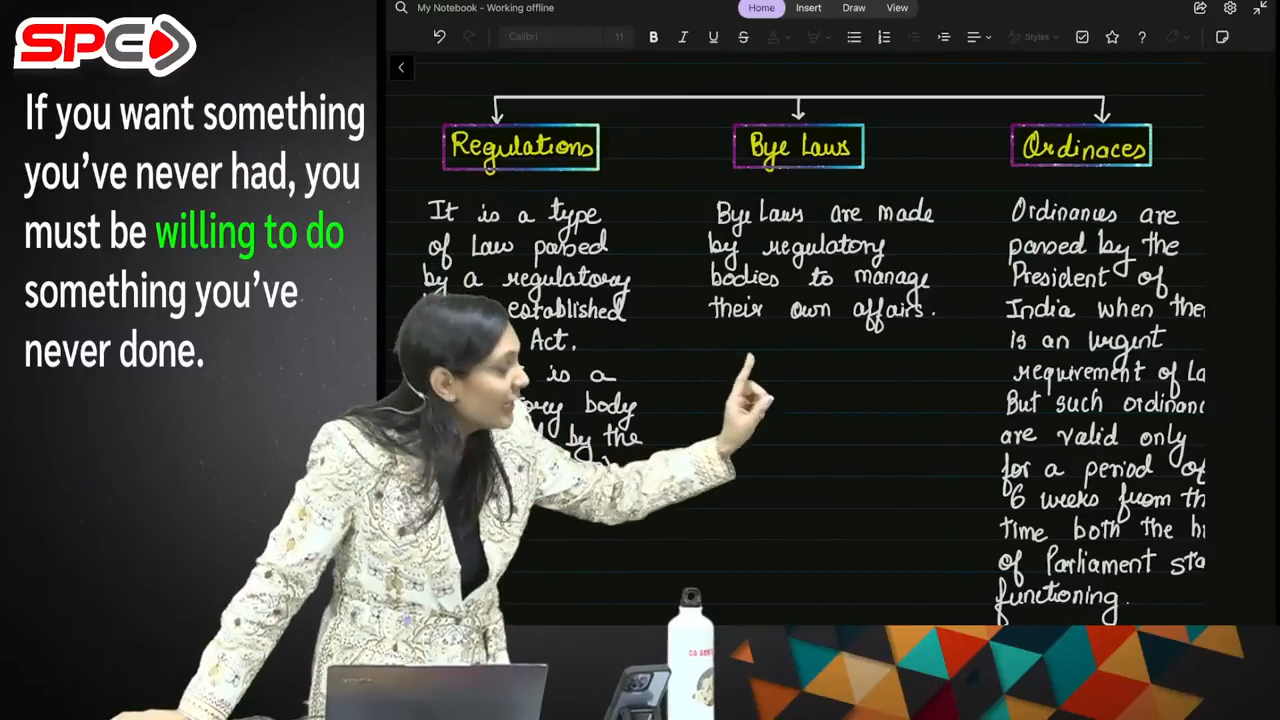 SPC
If you want something
you've never had, you
must be willing to do
something you've
never done.
My Notebook - Working offline
Home Insert Draw View
Calibri 11 B I U S Styles
Regulations
It is a type
of Law passed
by a regulatory
established
Act.
is a
body
by the
Bye Laws
Bye Laws are made
by regulatory
bodies to manage
their own affairs.
Ordinaces
Ordinances are
passed by the
President of
India when the
is an urgent
requirement of La
But such ordinanc
are valid only
for a period of
6 weeks from th
time both the h
of Parliament sta
functioning.